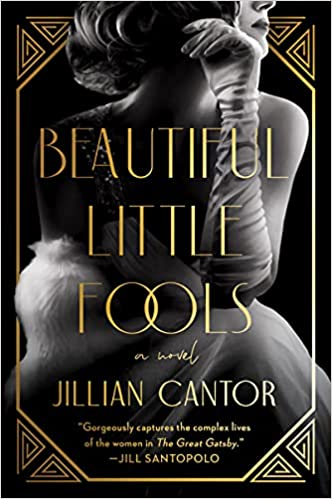 BEAUTIFUL
LITTLE
FOOLS
a novel
JILLIAN CANTOR
"Gorgeously captures the complex lives
of the women in The Great Gatsby."
—JILL SANTOPOLO